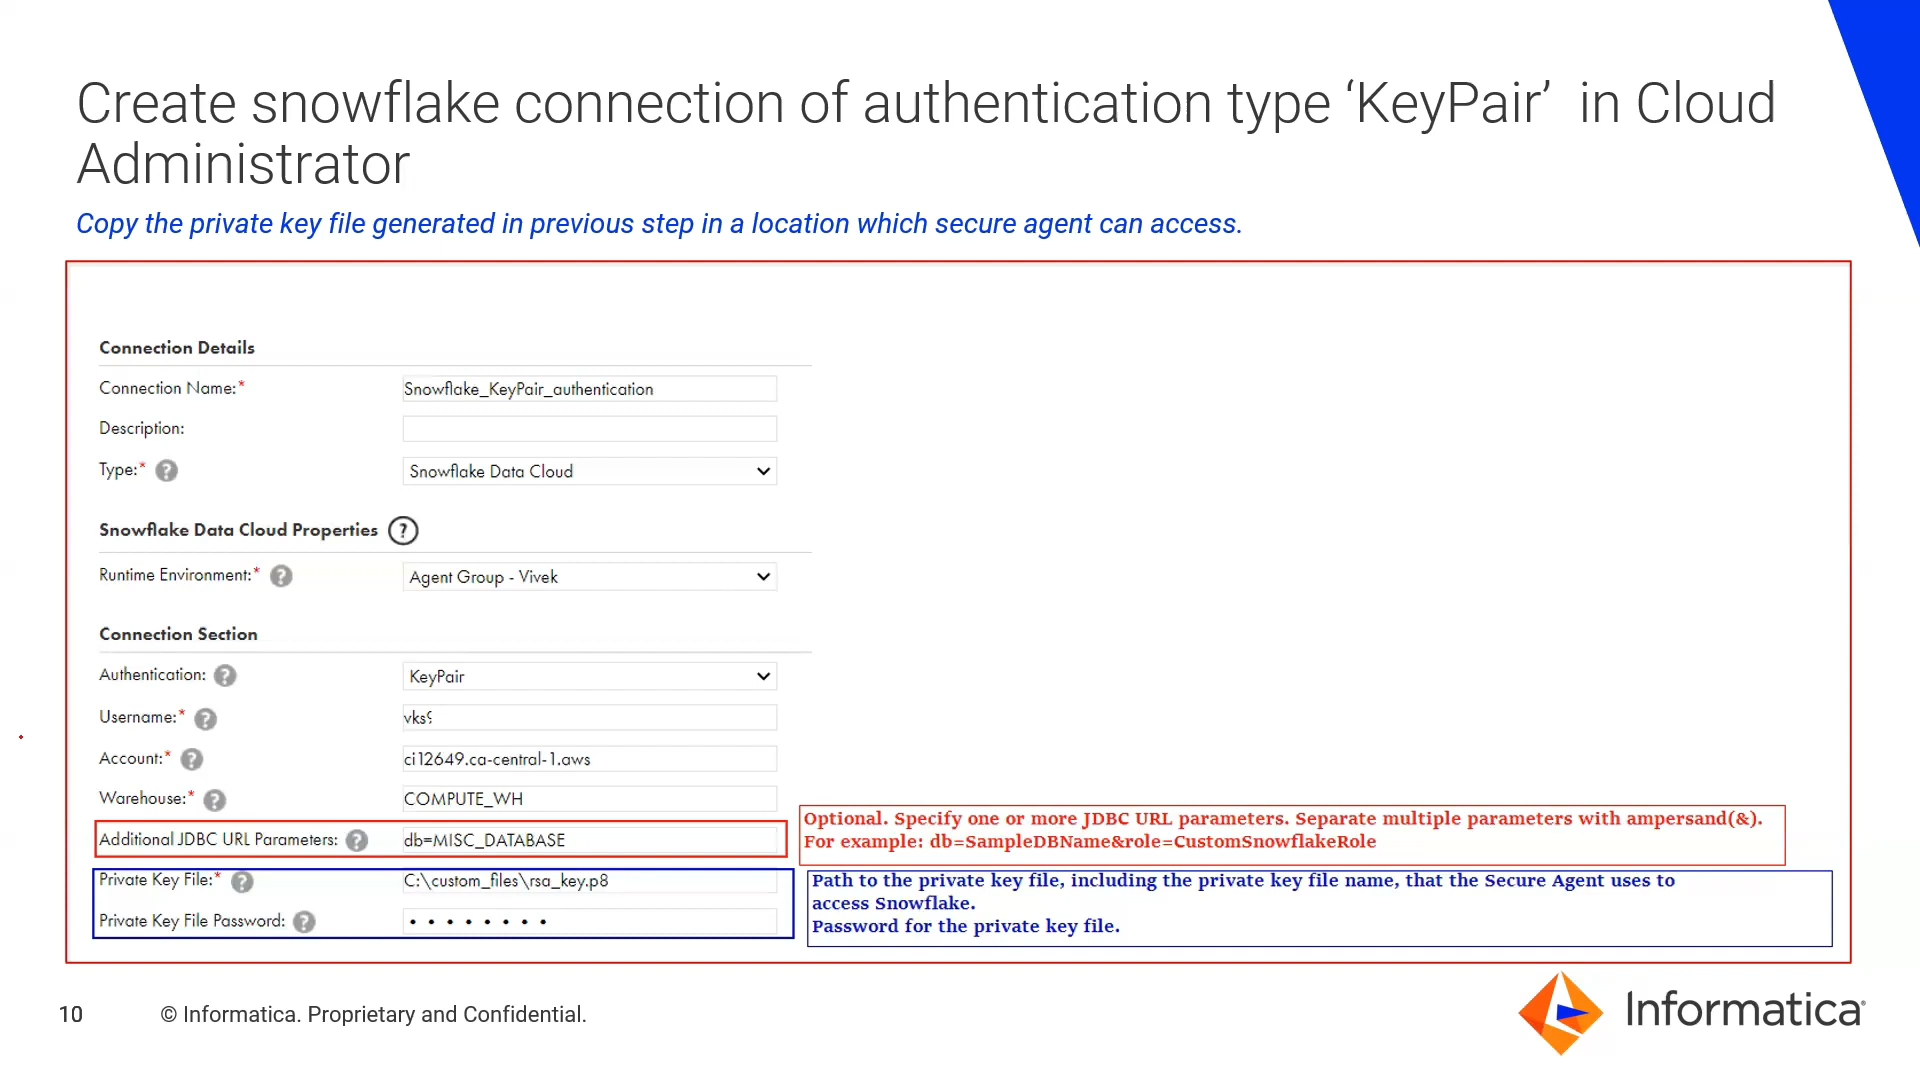 Create snowflake connection of authentication type ‘KeyPair’ in Cloud
Administrator
Copy the private key file generated in previous step in a location which secure agent can access.
Connection Details
Connection Name:* Snowflake_KeyPair_authentication
Description:
Type:* ? Snowflake Data Cloud
Snowflake Data Cloud Properties ?
Runtime Environment:* ? Agent Group - Vivek
Connection Section
Authentication: ? KeyPair
Username:* ?
Account:* ? ci12649.ca-central-1.aws
Warehouse:* ? COMPUTE_WH
Additional JDBC URL Parameters: ? db=MISC_DATABASE
Optional. Specify one or more JDBC URL parameters. Separate multiple parameters with ampersand(&).
For example: db=SampleDBName&role=CustomSnowflakeRole
Private Key File:* ? C:\custom_files\rsa_key.p8
Private Key File Password: ? • • • • • • • •
Path to the private key file, including the private key file name, that the Secure Agent uses to
access Snowflake.
Password for the private key file.
10 © Informatica. Proprietary and Confidential.
Informatica